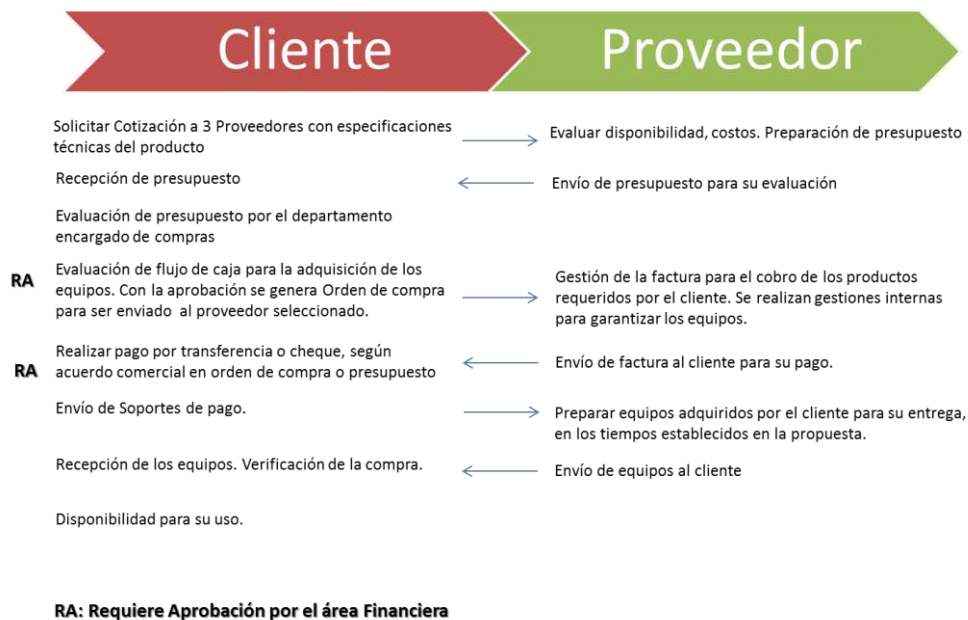 Cliente
Proveedor
Solicitar Cotización a 3 Proveedores con especificaciones
técnicas del producto
Evaluar disponibilidad, costos. Preparación de presupuesto
Recepción de presupuesto
Envío de presupuesto para su evaluación
Evaluación de presupuesto por el departamento
encargado de compras
RA
Evaluación de flujo de caja para la adquisición de los
equipos. Con la aprobación se genera Orden de compra
para ser enviado al proveedor seleccionado.
Gestión de la factura para el cobro de los productos
requeridos por el cliente. Se realizan gestiones internas
para garantizar los equipos.
RA
Realizar pago por transferencia o cheque, según
acuerdo comercial en orden de compra o presupuesto
Envío de factura al cliente para su pago.
Envío de Soportes de pago.
Preparar equipos adquiridos por el cliente para su entrega,
en los tiempos establecidos en la propuesta.
Recepción de los equipos. Verificación de la compra.
Envío de equipos al cliente
Disponibilidad para su uso.
RA: Requiere Aprobación por el área Financiera